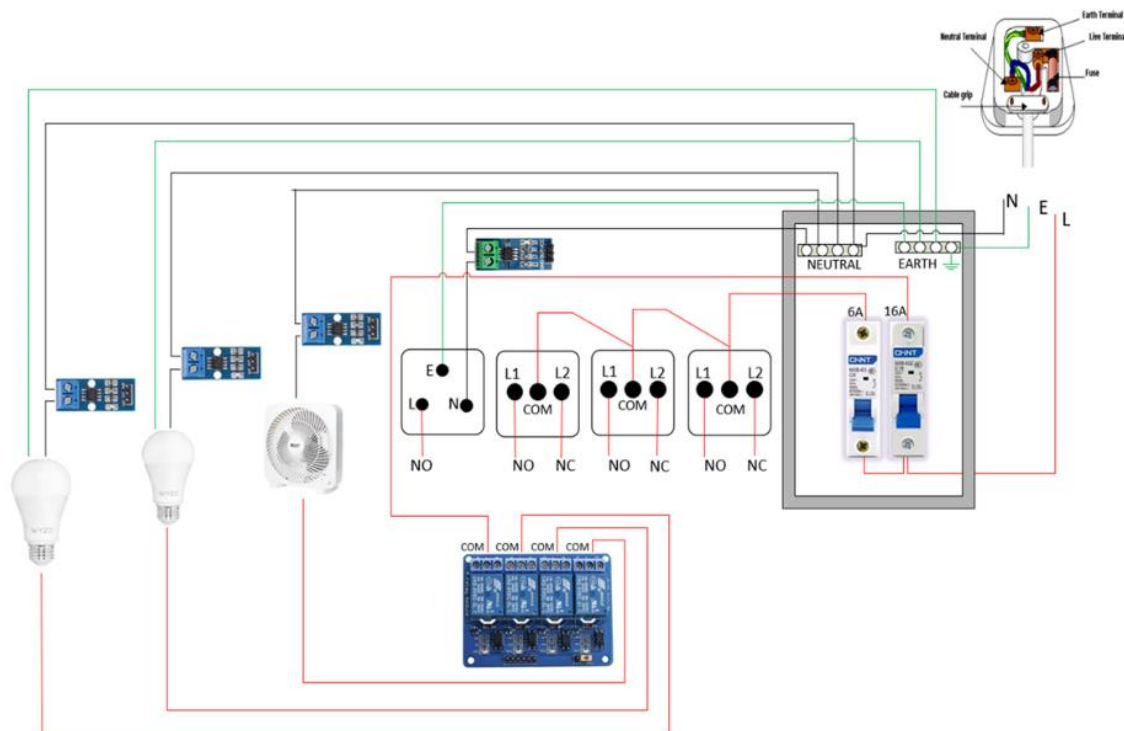 Earth Terminal
Neutral Terminal
Live Termina
Fuse
Cable grip
N
E
L
NEUTRAL
EARTH
6A
16A
CHNT
CHNT
E
L
N
L1
L2
COM
L1
L2
COM
L1
L2
COM
NO
NO
NC
NO
NC
NO
NC
COM
COM
COM
COM